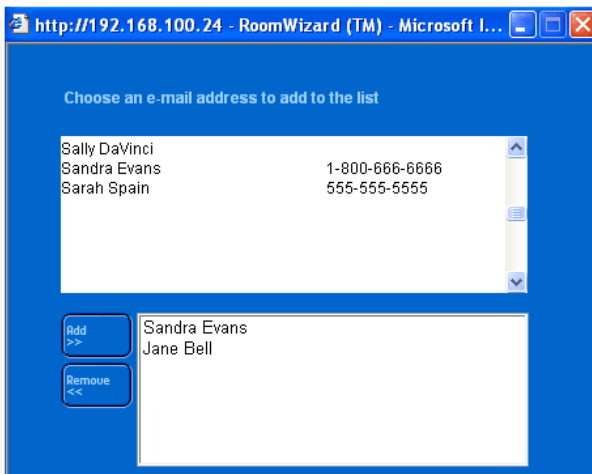 http://192.168.100.24 - RoomWizard (TM) - Microsoft I...
Choose an e-mail address to add to the list
Sally DaVinci
Sandra Evans 1-800-666-6666
Sarah Spain 555-555-5555
Add
>>
Sandra Evans
Jane Bell
Remove
<<